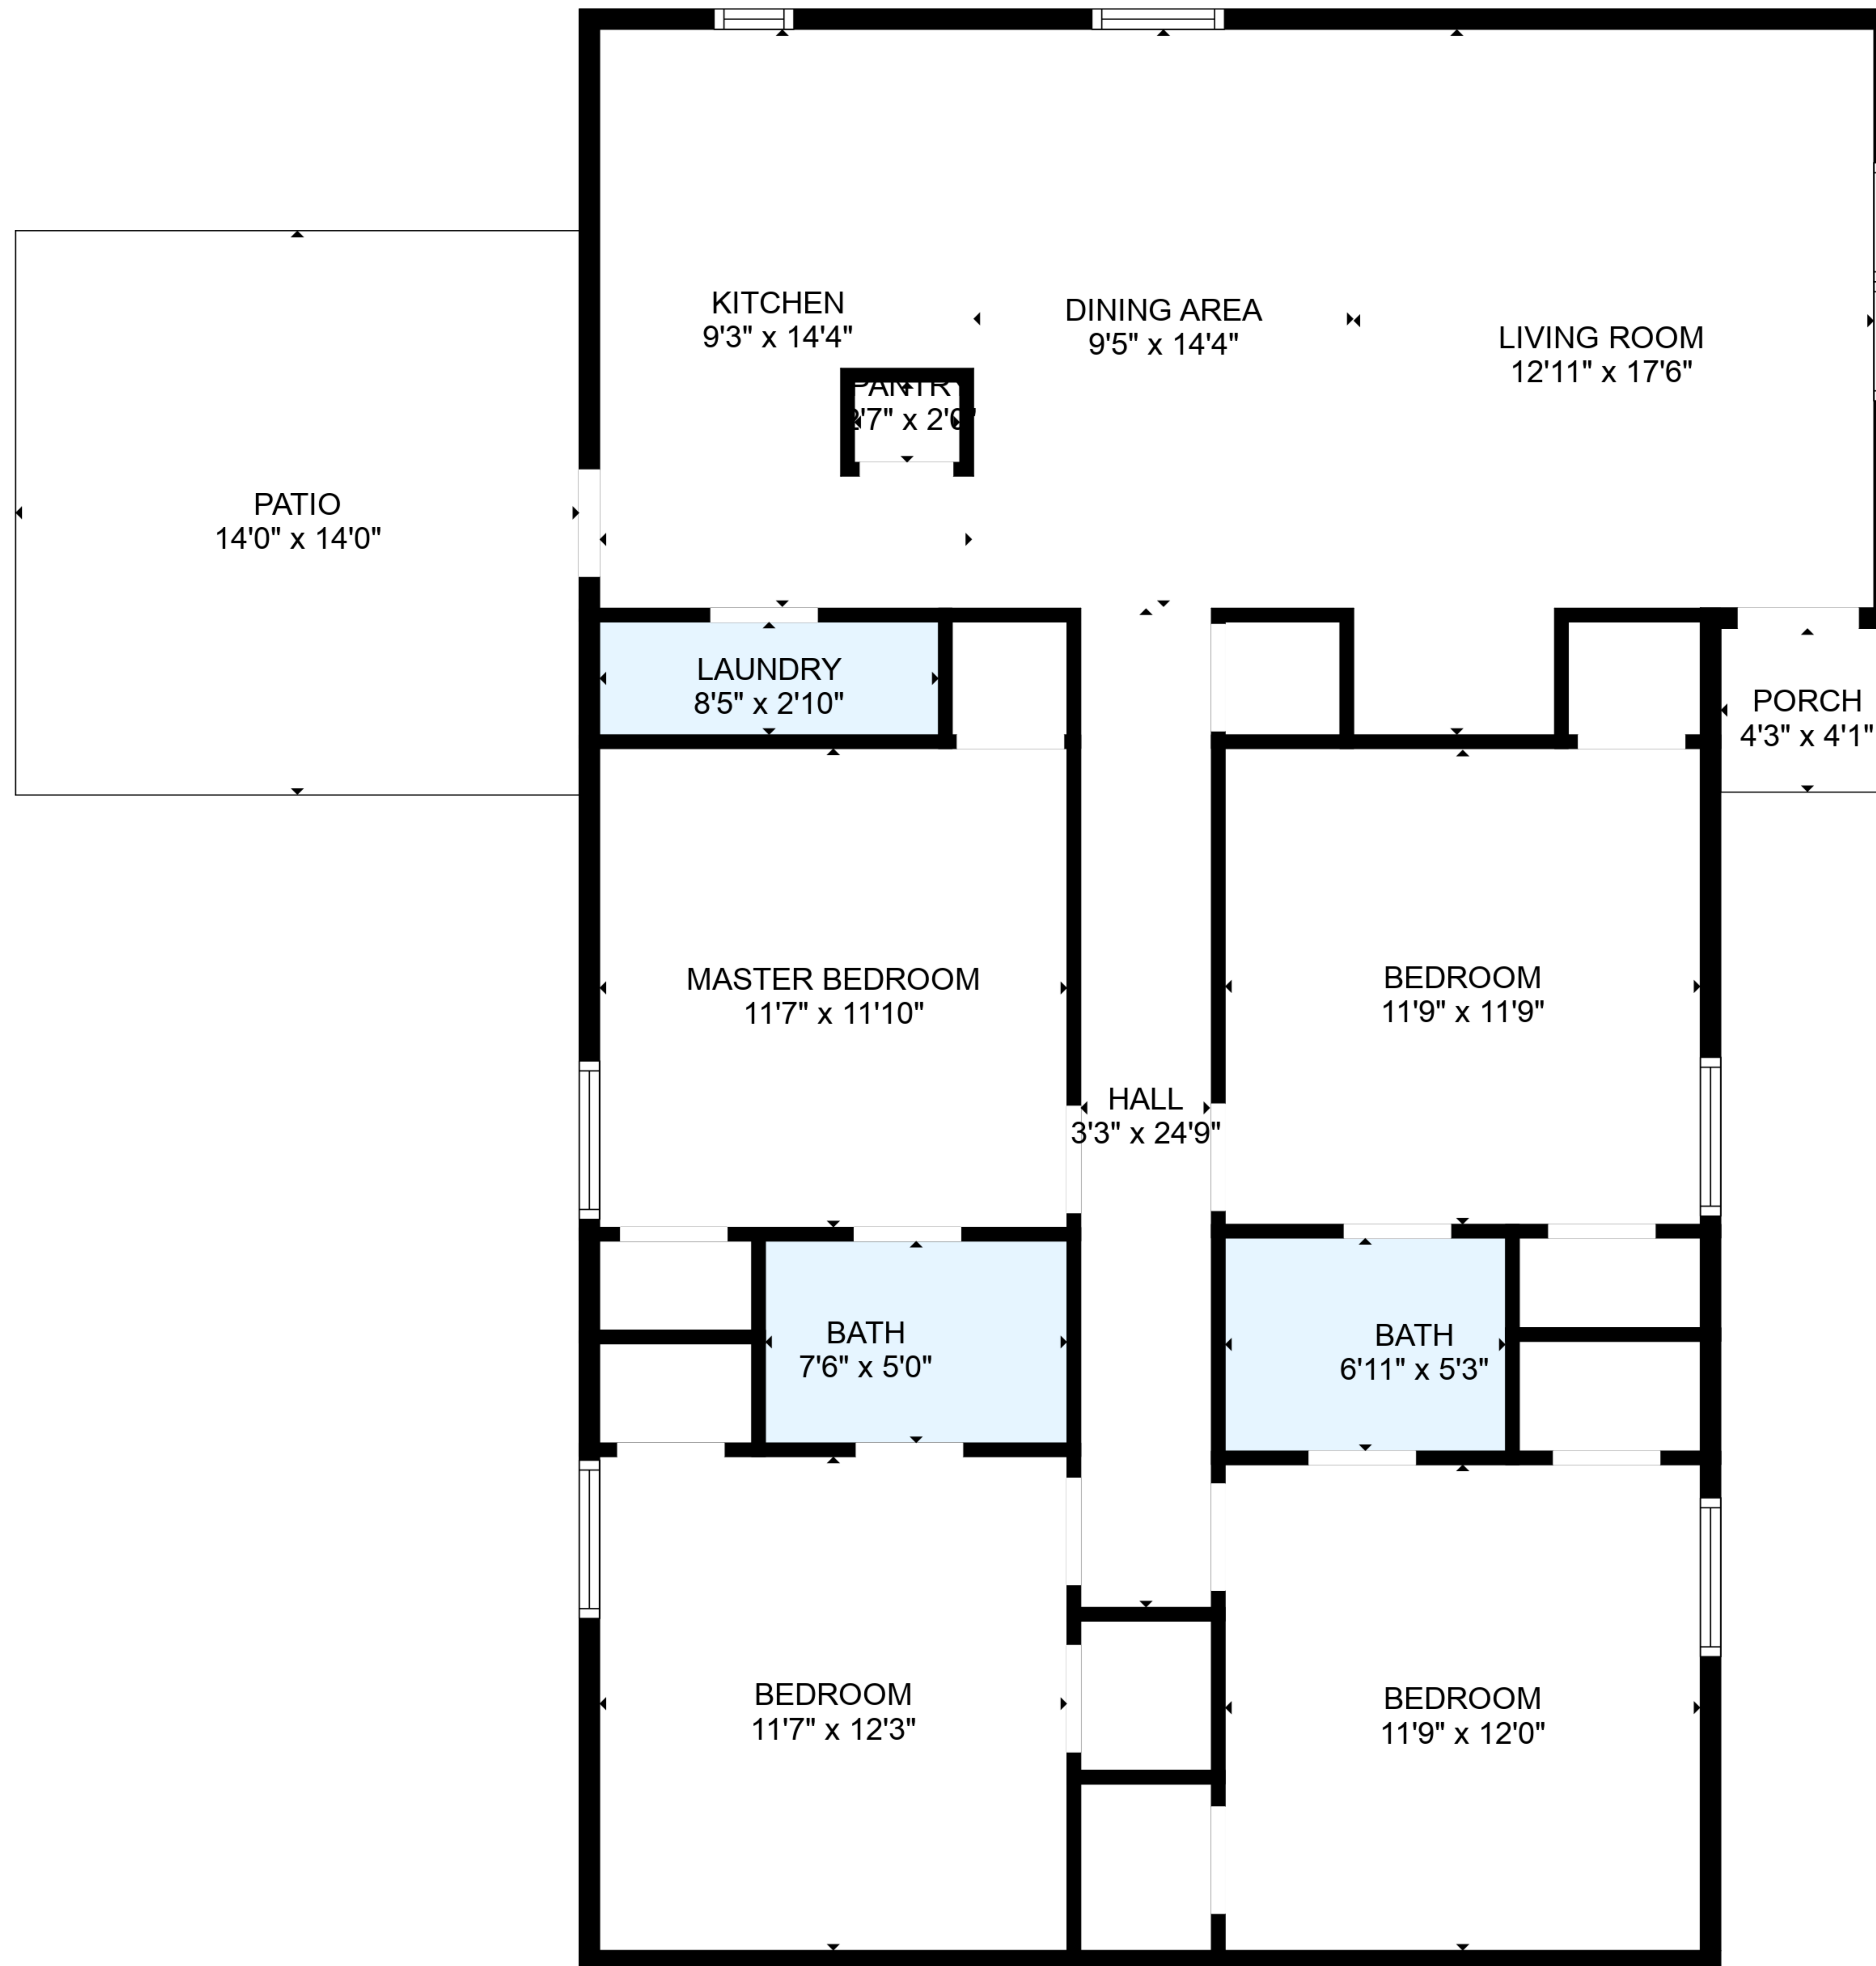 KITCHEN
9'3" x 14'4"
DINING AREA
9'5" x 14'4"
LIVING ROOM
12'11" x 17'6"
PANTRY
PATIO
14'0" x 14'0"
LAUNDRY
8'5" x 2'10"
PORCH
4'3" x 4'1"
MASTER BEDROOM
11'7" x 11'10"
BEDROOM
11'9" x 11'9"
HALL
3'3" x 24'9"
BATH
7'6" x 5'0"
BATH
6'11" x 5'3"
BEDROOM
11'7" x 12'3"
BEDROOM
11'9" x 12'0"